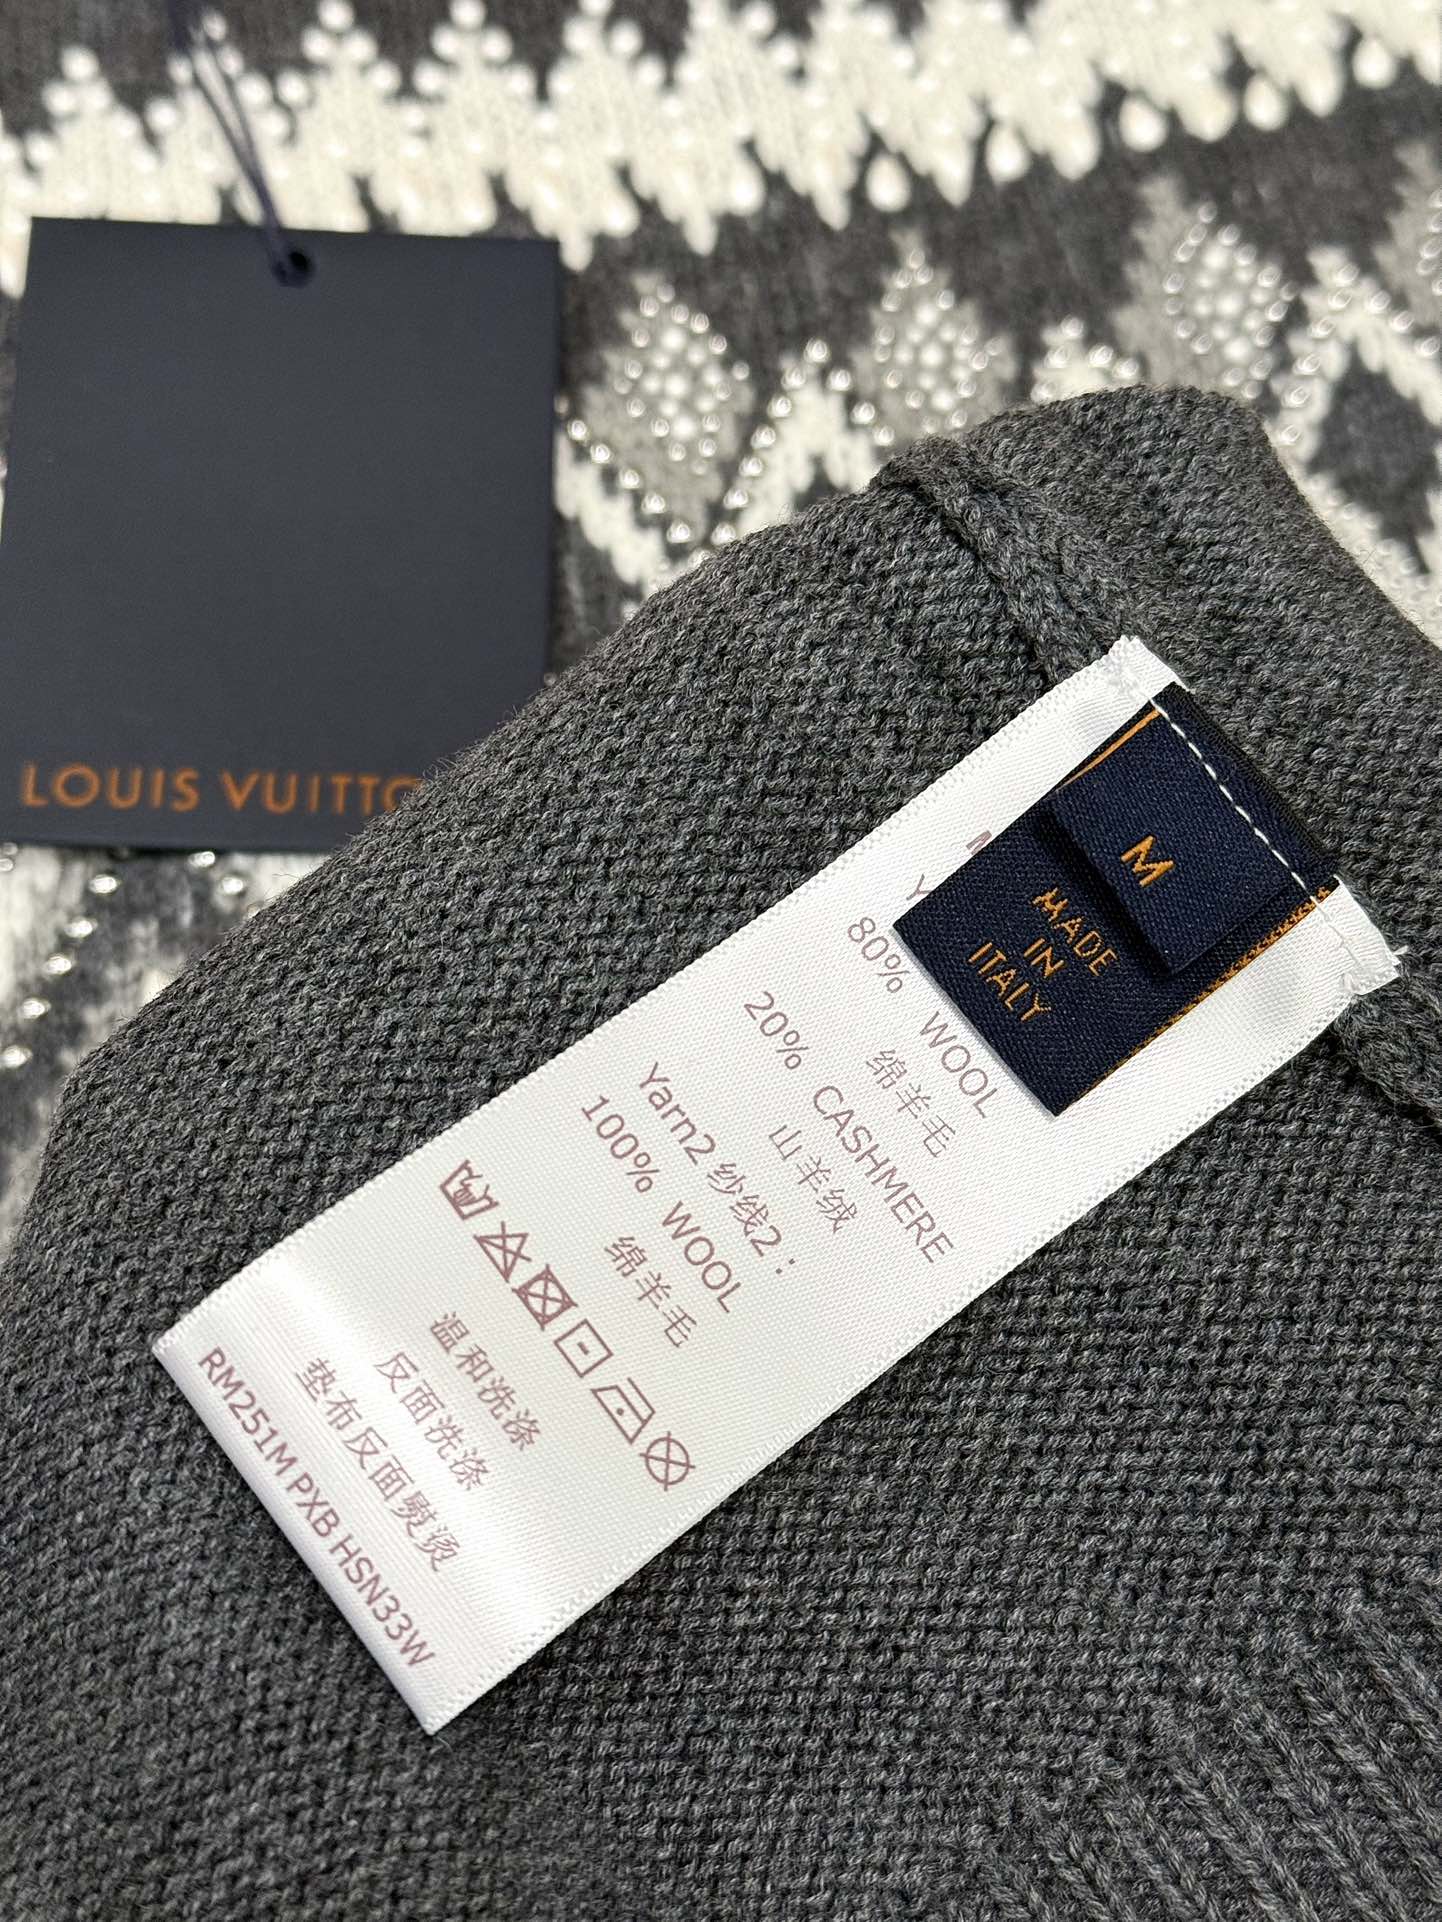 LOUIS VUITTO
M
MADE
IN
ITALY
80% WOOL
绵羊毛
20% CASHMERE
山羊绒
Yarn2 纱线2：
100% WOOL
绵羊毛
温和洗涤
反面洗涤
垫布反面熨烫
RM251M PXB HSN33W